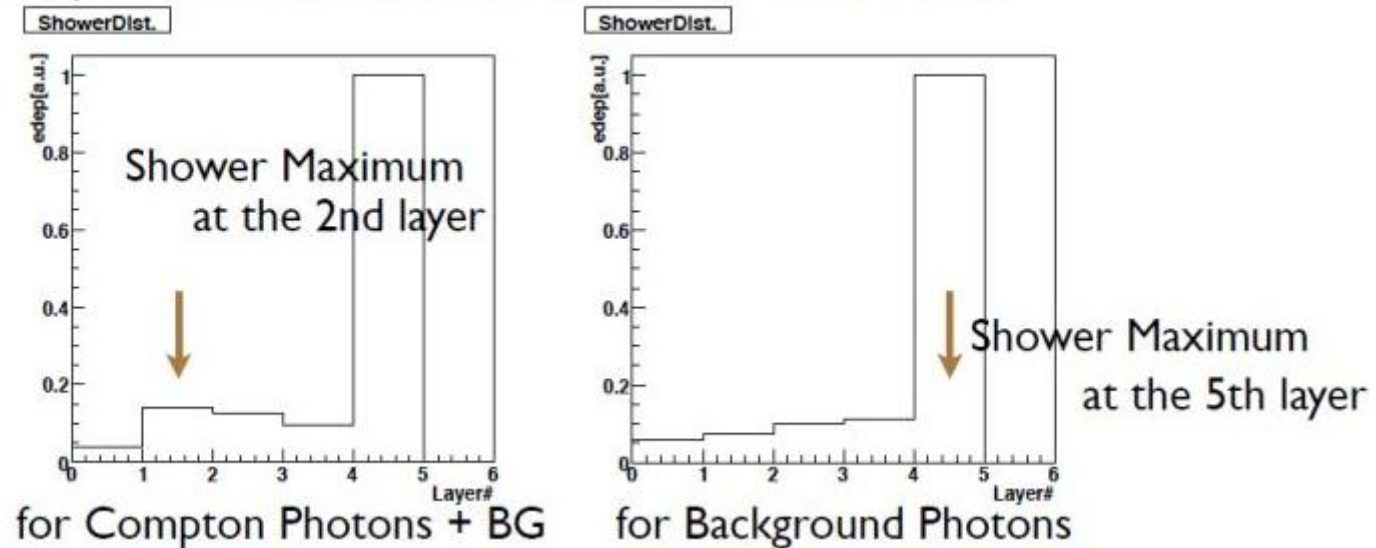 ShowerDist.
edep[a.u.]
1
0.8
0.6
0.4
0.2
0
0 1 2 3 4 5 6
Layer#
Shower Maximum
at the 2nd layer
for Compton Photons + BG
ShowerDist.
edep[a.u.]
1
0.8
0.6
0.4
0.2
0
0 1 2 3 4 5 6
Layer#
Shower Maximum
at the 5th layer
for Background Photons